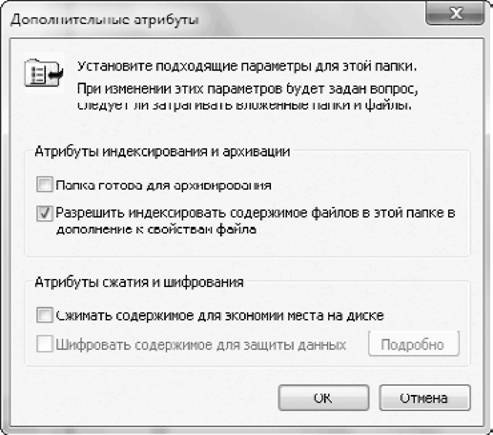 Дополнительные атрибуты
Установите подходящие параметры для этой папки.
При изменении этих параметров будет задан вопрос,
следует ли затрагивать вложенные папки и файлы.
Атрибуты индексирования и архивации
Папка готова для архивирования
Разрешить индексировать содержимое файлов в этой папке в
дополнение к свойствам файла
Атрибуты сжатия и шифрования
Сжимать содержимое для экономии места на диске
Шифровать содержимое для защиты данных
Подробно
ОК
Отмена